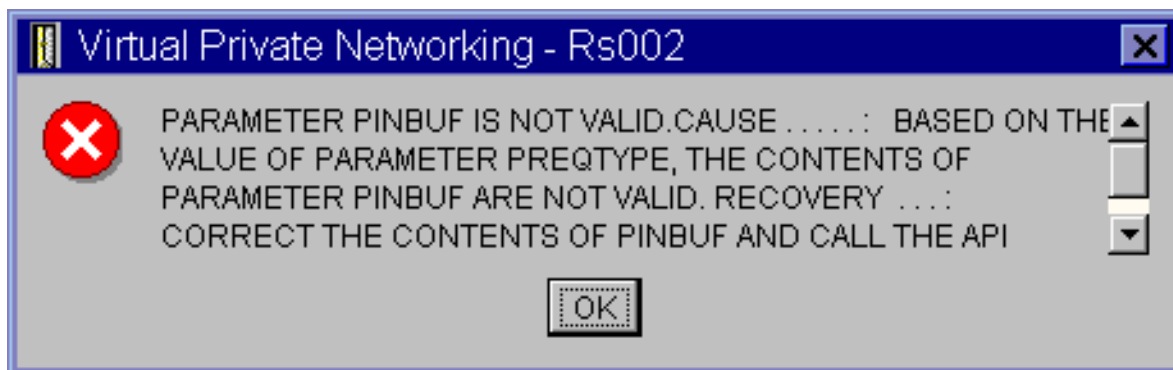 Virtual Private Networking - Rs002
PARAMETER PINBUF IS NOT VALID.CAUSE . . . . . :   BASED ON THE
VALUE OF PARAMETER PREQTYPE, THE CONTENTS OF
PARAMETER PINBUF ARE NOT VALID. RECOVERY  . . . :
CORRECT THE CONTENTS OF PINBUF AND CALL THE API
OK